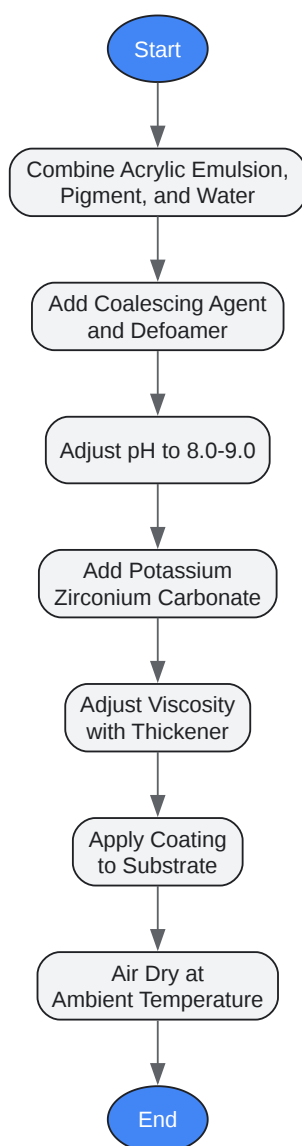 Start
Combine Acrylic Emulsion,
Pigment, and Water
Add Coalescing Agent
and Defoamer
Adjust pH to 8.0-9.0
Add Potassium
Zirconium Carbonate
Adjust Viscosity
with Thickener
Apply Coating
to Substrate
Air Dry at
Ambient Temperature
End